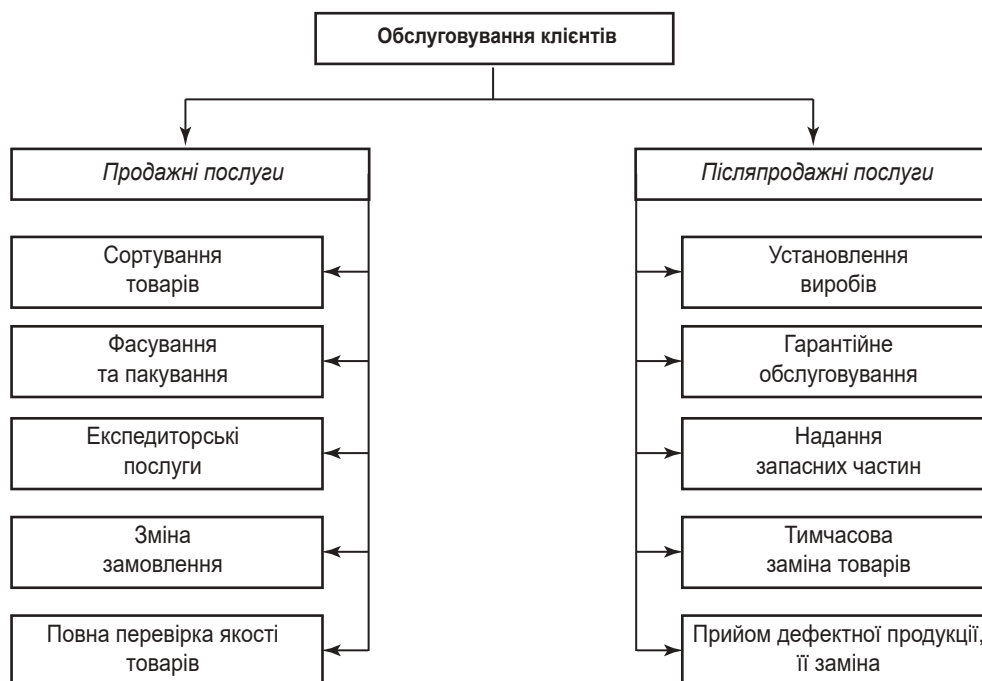 Обслуговування клієнтів
Продажні послуги
Сортування
товарів
Фасування
та пакування
Експедиторські
послуги
Зміна
замовлення
Повна перевірка якості
товарів
Післяпродажні послуги
Установлення
виробів
Гарантійне
обслуговування
Надання
запасних частин
Тимчасова
заміна товарів
Прийом дефектної продукції,
її заміна